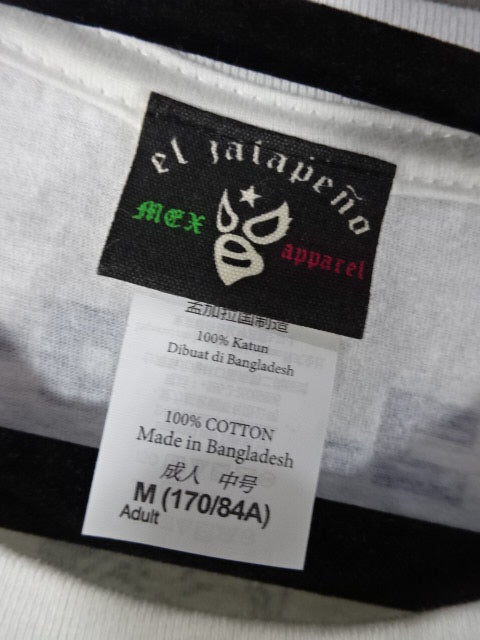 el jalapeño
MEX
apparel
孟加拉国制造
100% Katun
Dibuat di Bangladesh
100% COTTON
Made in Bangladesh
成人 中号
M (170/84A)
Adult